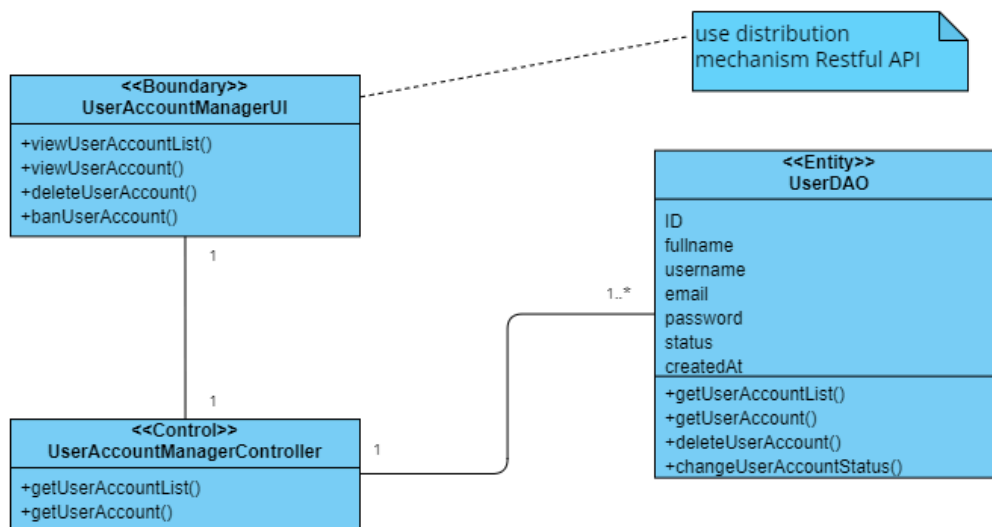 use distribution
mechanism Restful API
<<Boundary>>
UserAccountManagerUI
+viewUserAccountList()
+viewUserAccount()
+deleteUserAccount()
+banUserAccount()
1
1
<<Control>>
UserAccountManagerController
+getUserAccountList()
+getUserAccount()
1
1..*
<<Entity>>
UserDAO
ID
fullname
username
email
password
status
createdAt
+getUserAccountList()
+getUserAccount()
+deleteUserAccount()
+changeUserAccountStatus()